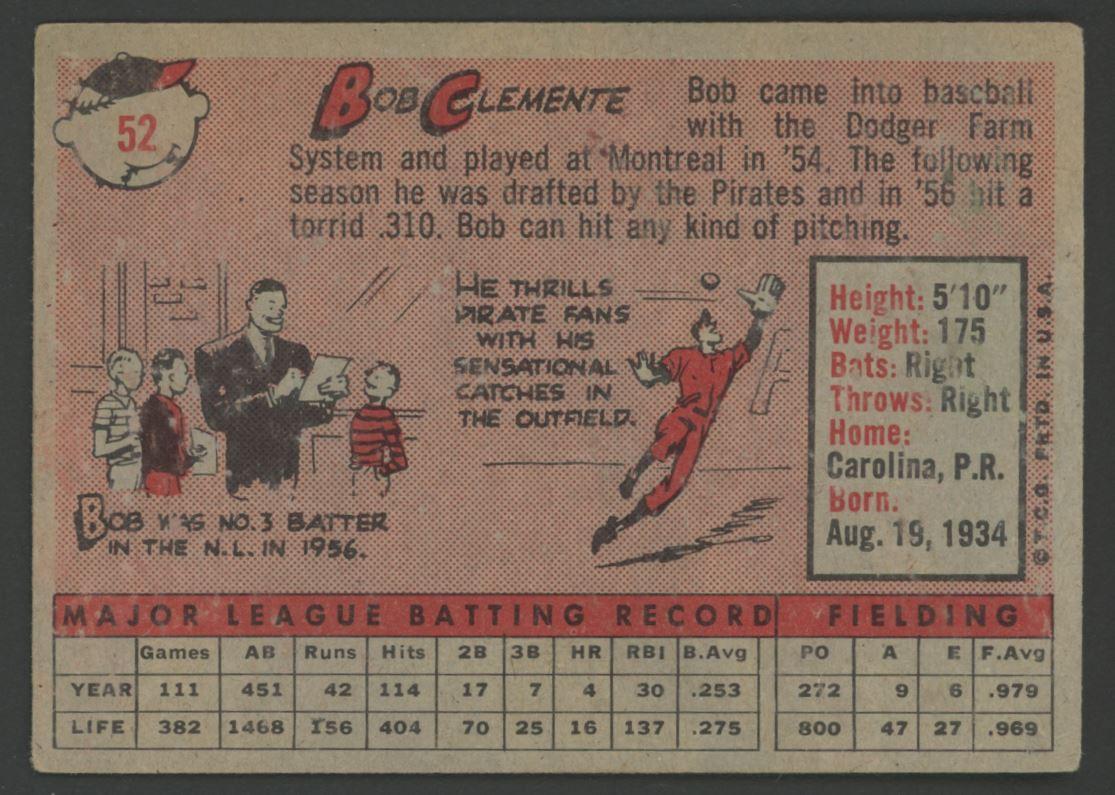 52
BOB CLEMENTE
Bob came into baseball
with the Dodger Farm
System and played at Montreal in '54. The following
season he was drafted by the Pirates and in '56 hit a
torrid .310. Bob can hit any kind of pitching.
HE THRILLS
PIRATE FANS
WITH HIS
SENSATIONAL
CATCHES IN
THE OUTFIELD.
BOB WAS NO. 3 BATTER
IN THE N.L. IN 1956.
Height: 5'10"
Weight: 175
Bats: Right
Throws: Right
Home:
Carolina, P.R.
Born.
Aug. 19, 1934
© T.C.G. PRTD. IN U.S.A.
MAJOR LEAGUE BATTING RECORD FIELDING
Games AB Runs Hits 2B 3B HR RBI B.Avg PO A E F.Avg
YEAR 111 451 42 114 17 7 4 30 .253 272 9 6 .979
LIFE 382 1468 156 404 70 25 16 137 .275 800 47 27 .969